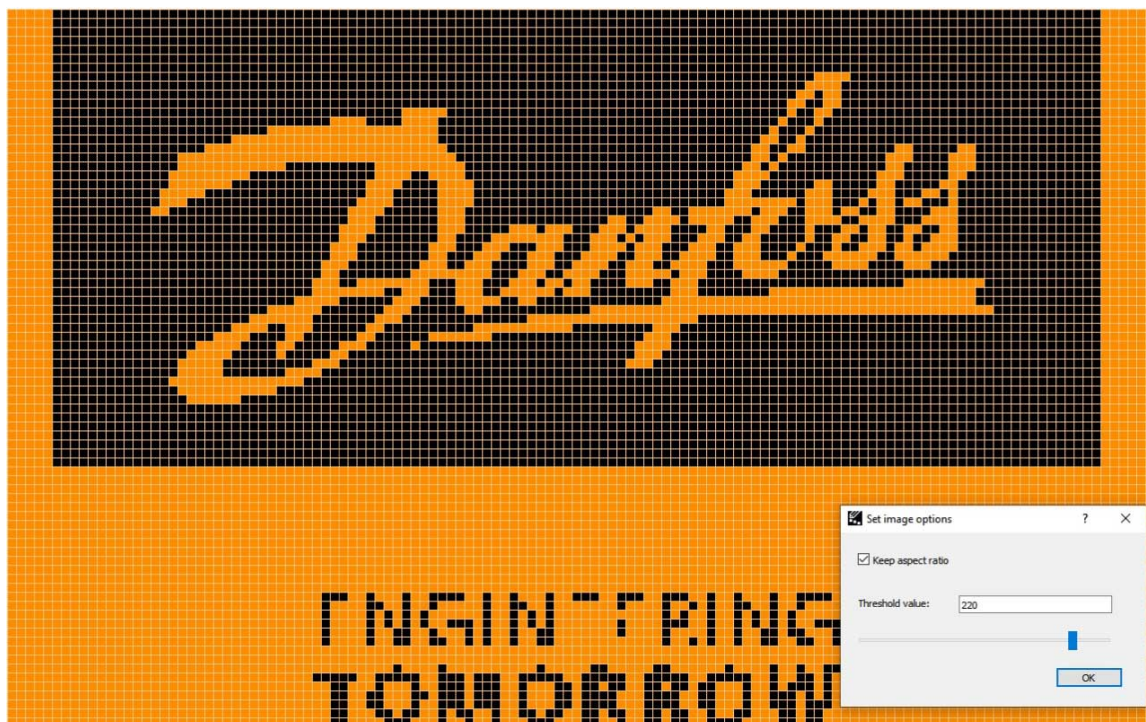 Danfoss
ENGINEERING
TOMORROW
Set image options ?
Keep aspect ratio
Threshold value: 220
OK